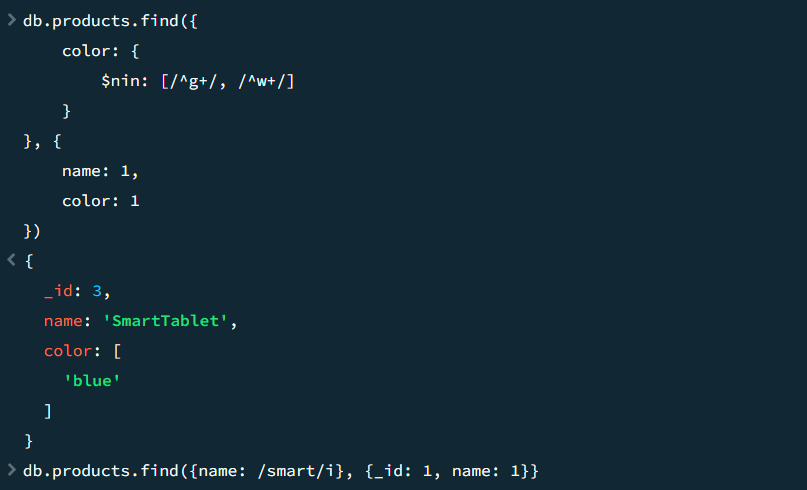 > db.products.find({
color: {
$nin: [/^g+/, /^w+/]
}
}, {
name: 1,
color: 1
})
< {
_id: 3,
name: 'SmartTablet',
color: [
'blue'
]
}
> db.products.find({name: /smart/i}, {_id: 1, name: 1}}